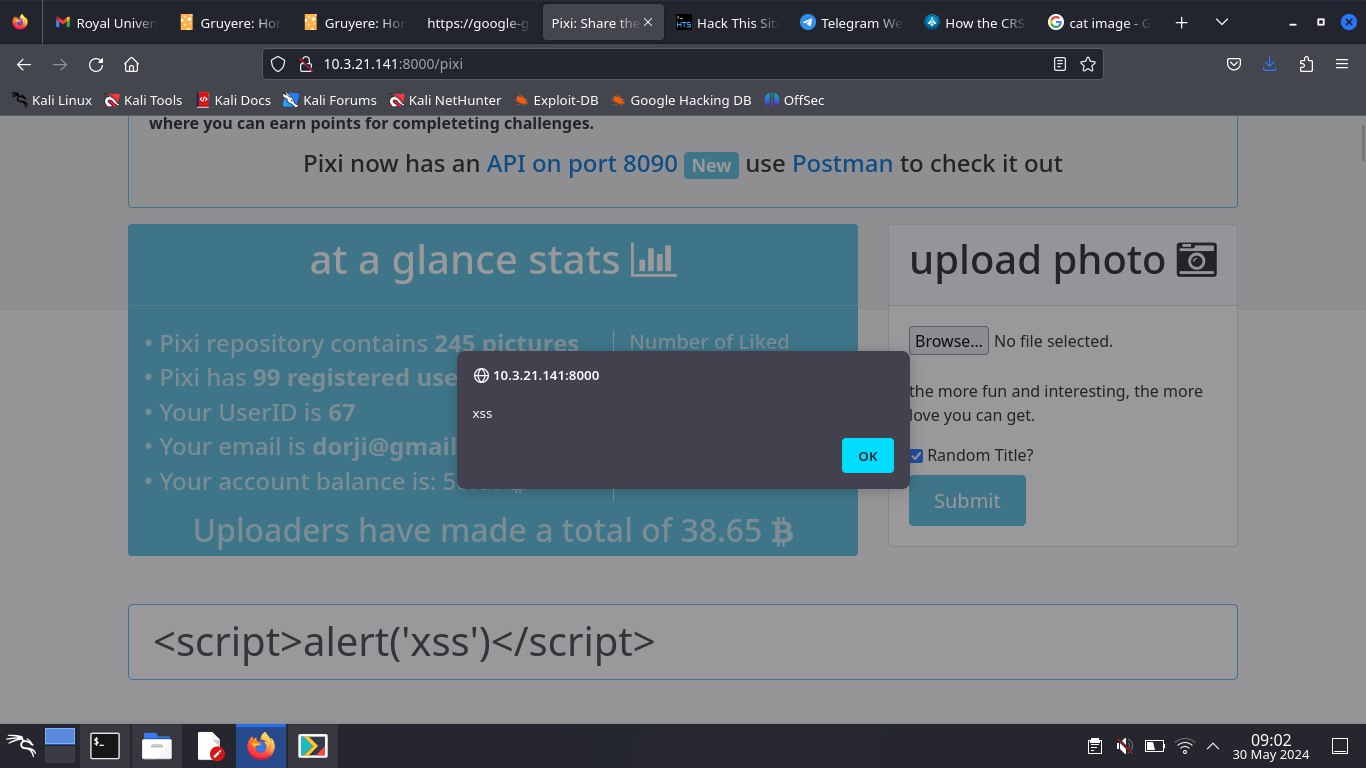 Royal Univers
Gruyere: Hom
Gruyere: Hom
https://google-g
Pixi: Share the
Hack This Sit
Telegram We
How the CRS
cat image - G
10.3.21.141:8000/pixi
Kali Linux
Kali Tools
Kali Docs
Kali Forums
Kali NetHunter
Exploit-DB
Google Hacking DB
OffSec
where you can earn points for completeting challenges.
Pixi now has an API on port 8090 New use Postman to check it out
at a glance stats
• Pixi repository contains 245 pictures
• Pixi has 99 registered use
• Your UserID is 67
• Your email is dorji@gmail
• Your account balance is: 5
Uploaders have made a total of 38.65 ₿
Number of Liked
upload photo
Browse... No file selected.
the more fun and interesting, the more
love you can get.
Random Title?
Submit
10.3.21.141:8000
xss
OK
<script>alert('xss')</script>
09:02
30 May 2024